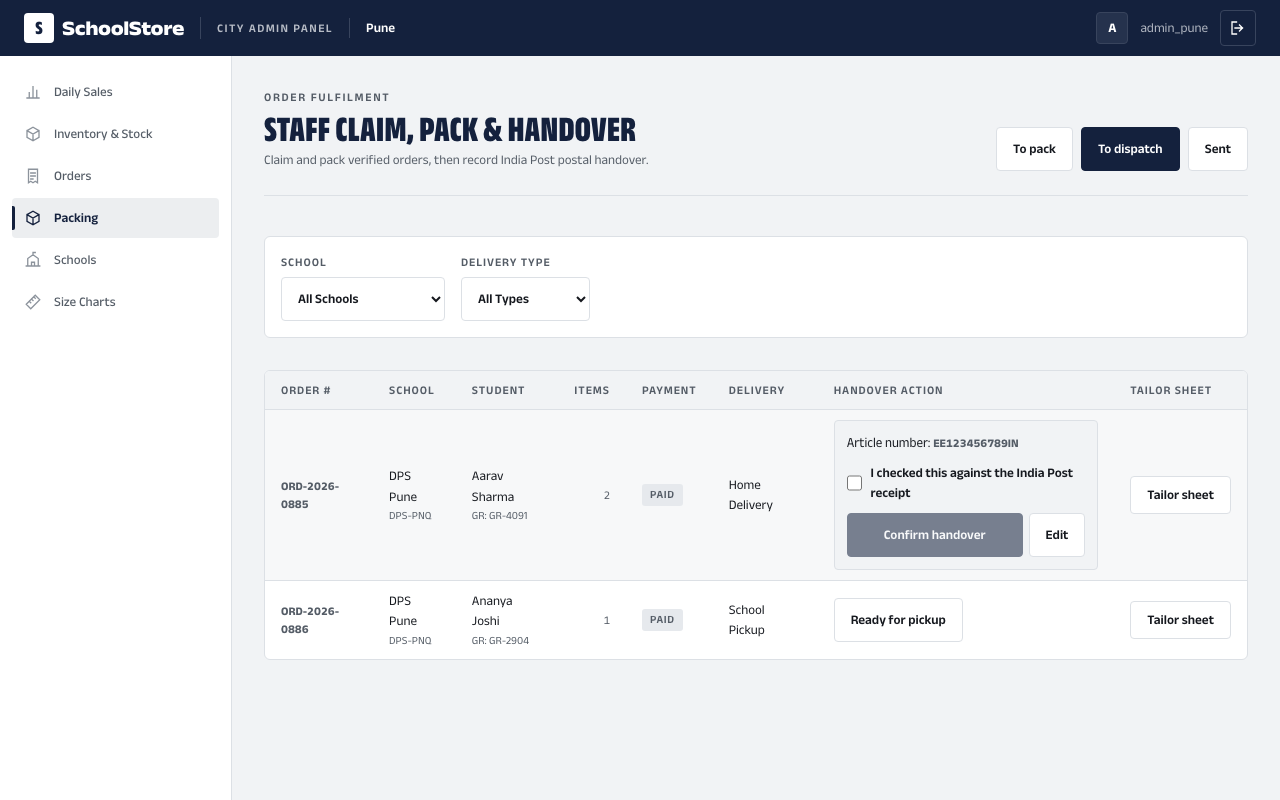 S SchoolStore CITY ADMIN PANEL Pune A admin_pune
Daily Sales
Inventory & Stock
Orders
Packing
Schools
Size Charts
ORDER FULFILMENT
STAFF CLAIM, PACK & HANDOVER
Claim and pack verified orders, then record India Post postal handover.
To pack To dispatch Sent
SCHOOL DELIVERY TYPE
All Schools All Types
ORDER # SCHOOL STUDENT ITEMS PAYMENT DELIVERY HANDOVER ACTION TAILOR SHEET
ORD-2026-
0885
DPS
Pune
DPS-PNQ
Aarav
Sharma
GR: GR-4091
2
PAID
Home
Delivery
Article number: EE123456789IN
I checked this against the India Post
receipt
Confirm handover Edit
Tailor sheet
ORD-2026-
0886
DPS
Pune
DPS-PNQ
Ananya
Joshi
GR: GR-2904
1
PAID
School
Pickup
Ready for pickup
Tailor sheet